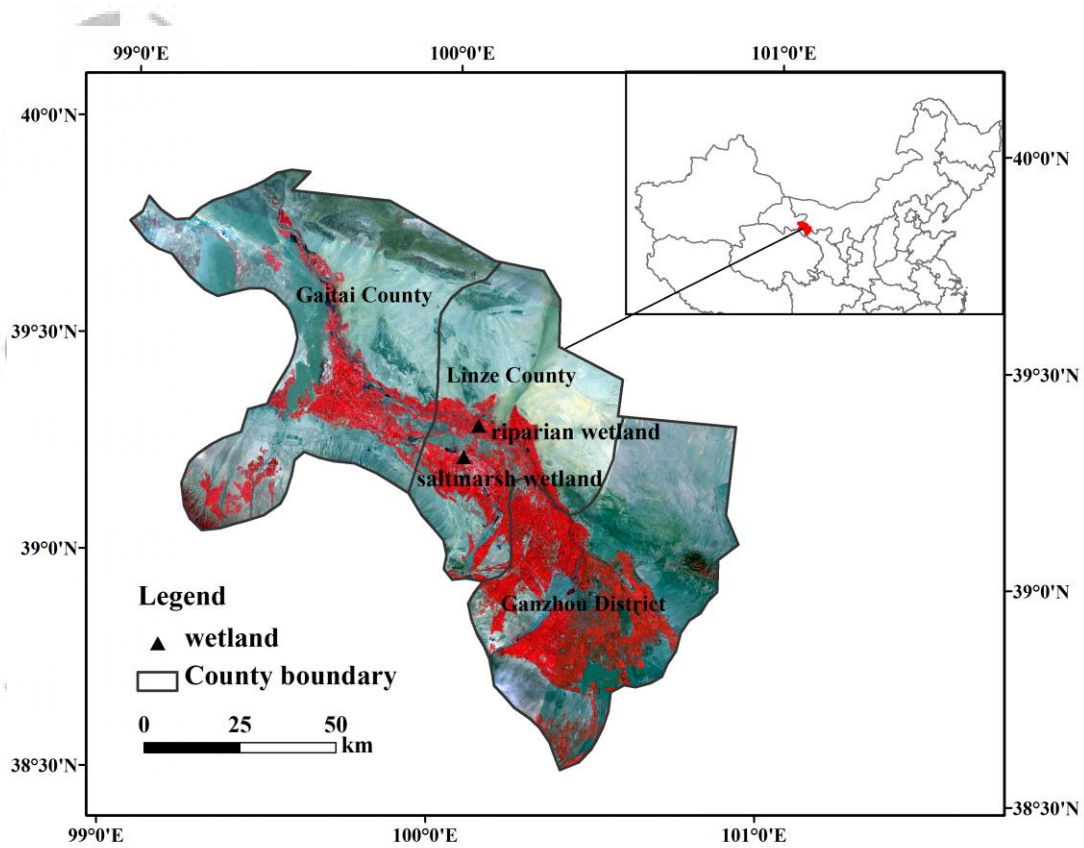 99°0'E 100°0'E 101°0'E
40°0'N
40°0'N
Gaitai County
39°30'N
Linze County
39°30'N
riparian wetland
saltmarsh wetland
39°0'N
39°0'N
Legend
Ganzhou District
wetland
County boundary
0 25 50
km
38°30'N
38°30'N
99°0'E 100°0'E 101°0'E